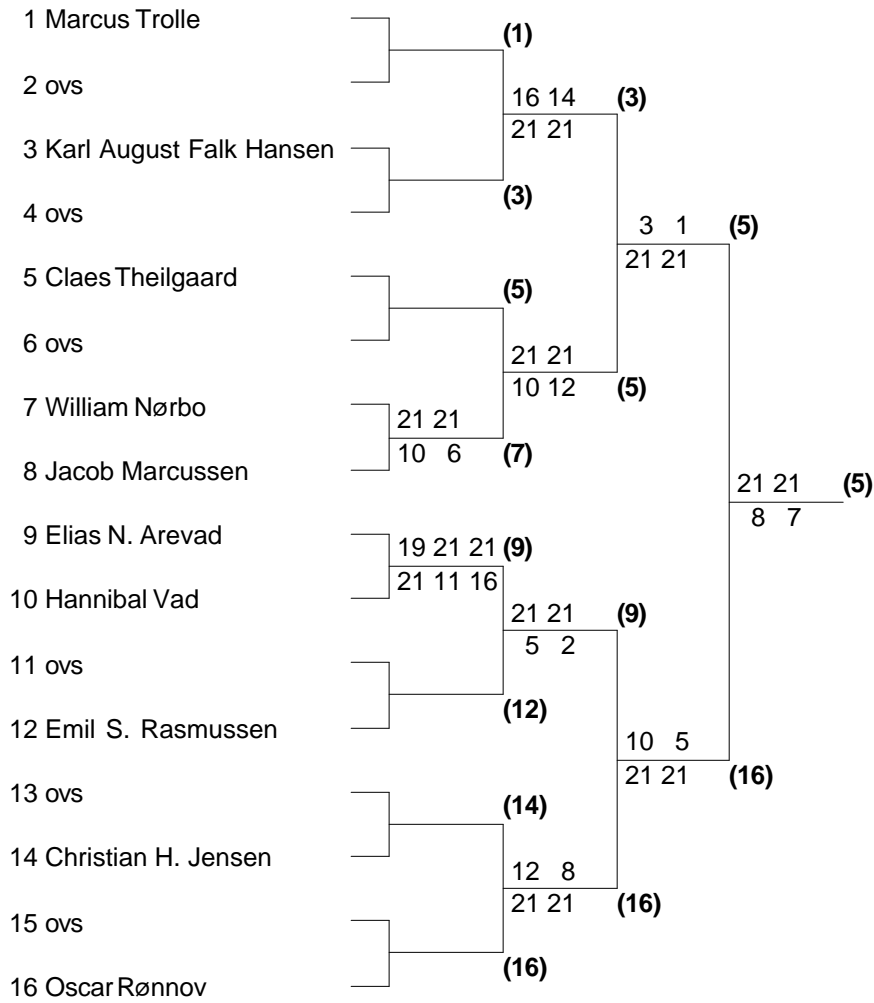 1 Marcus Trolle
(1)
2 ovs
16 14 (3)
21 21
3 Karl August Falk Hansen
(3)
4 ovs
3 1 (5)
21 21
5 Claes Theilgaard
(5)
6 ovs
21 21
10 12 (5)
7 William Nørbo
21 21
10 6 (7)
8 Jacob Marcussen
21 21 (5)
8 7
9 Elias N. Arevad
19 21 21 (9)
21 11 16
10 Hannibal Vad
21 21 (9)
5 2
11 ovs
(12)
12 Emil S. Rasmussen
10 5
21 21 (16)
13 ovs
(14)
14 Christian H. Jensen
12 8
21 21 (16)
15 ovs
(16)
16 Oscar Rønnov